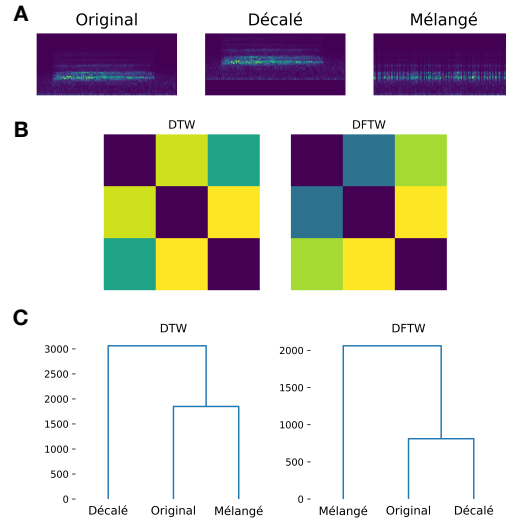 A
Original Décalé Mélangé
B
DTW DFTW
C
DTW DFTW
3000
2500
2000
1500
1000
500
0
Décalé Original Mélangé
2000
1500
1000
500
0
Mélangé Original Décalé